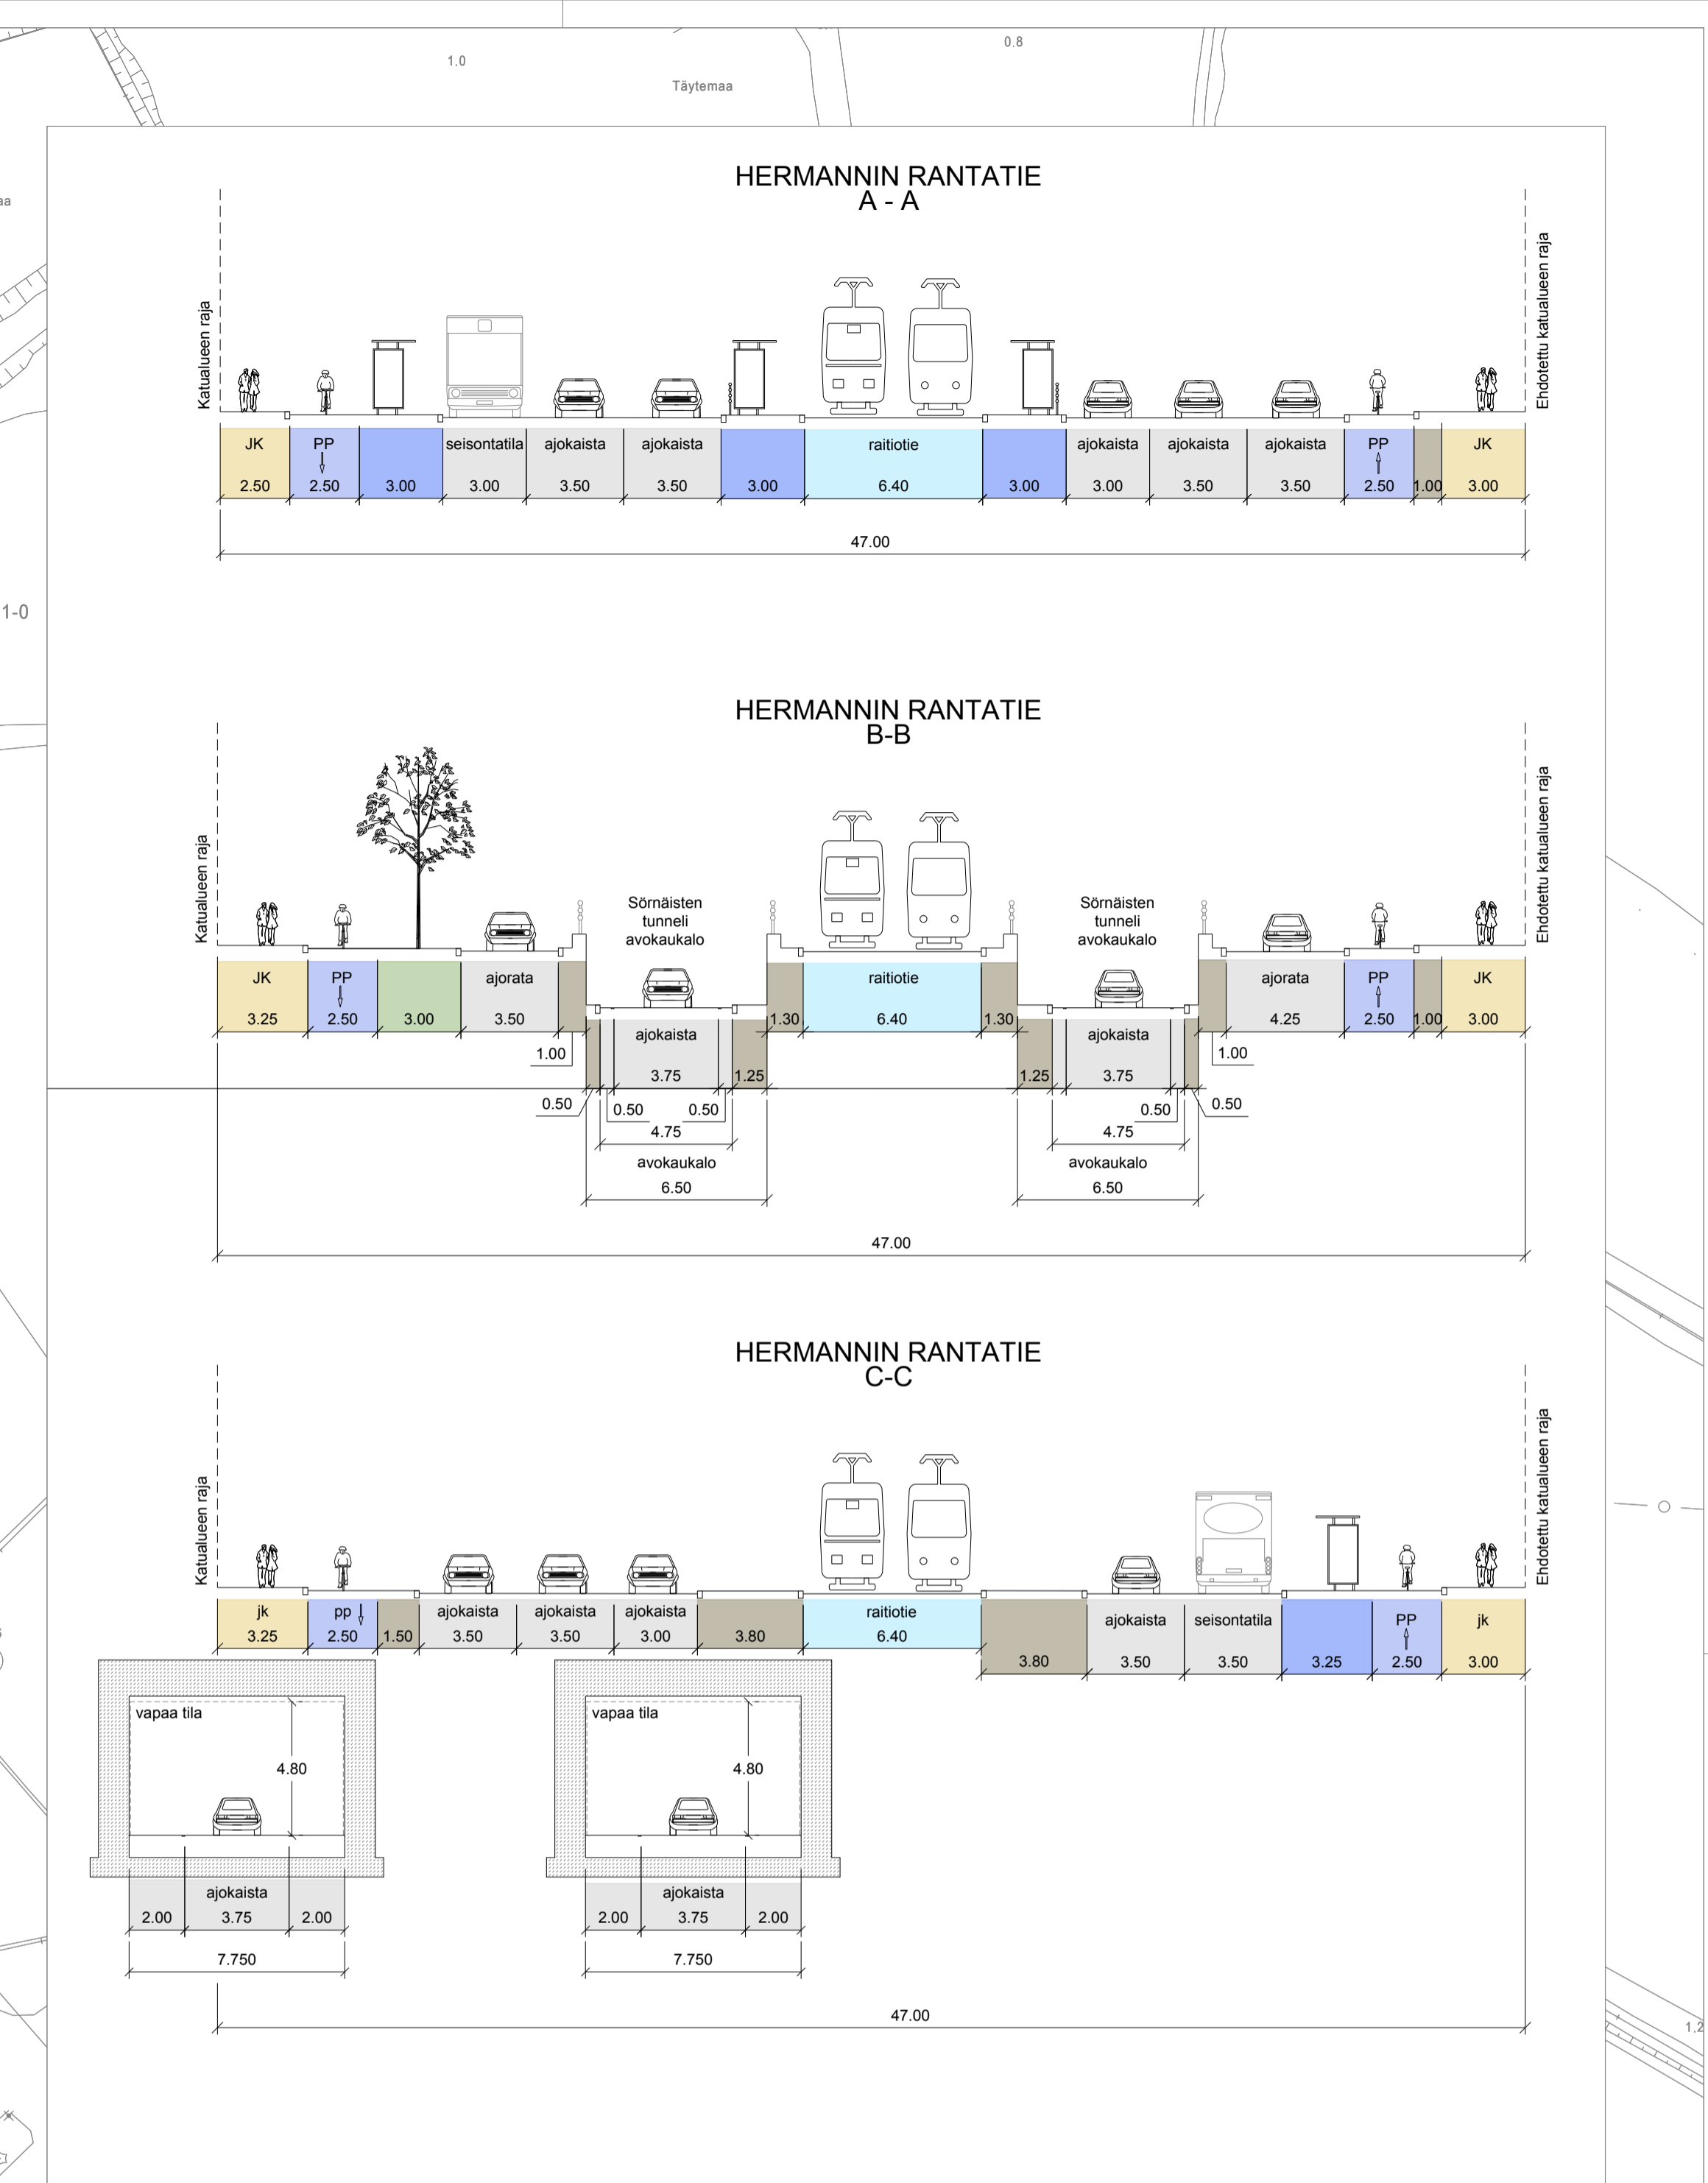 1.0
0.8
Täytemaa
aa
1-0
HERMANNIN RANTATIE
A - A
Katualueen raja
Ehdotettu katualueen raja
JK PP seisontatila ajokaista ajokaista raitiotie ajokaista ajokaista ajokaista PP JK
2.50 2.50 3.00 3.00 3.50 3.50 3.00 6.40 3.00 3.00 3.50 3.50 2.50 1.00 3.00
47.00
HERMANNIN RANTATIE
B-B
Katualueen raja
Ehdotettu katualueen raja
Sörnäisten
tunneli
avokaukalo
Sörnäisten
tunneli
avokaukalo
JK PP ajorata raitiotie ajorata PP JK
3.25 2.50 3.00 3.50 1.30 6.40 1.30 4.25 2.50 1.00 3.00
ajokaista ajokaista
1.00 1.00
3.75 1.25 1.25 3.75
0.50 0.50 0.50 0.50 0.50
4.75 4.75
avokaukalo avokaukalo
6.50 6.50
47.00
HERMANNIN RANTATIE
C-C
Katualueen raja
Ehdotettu katualueen raja
jk pp ajokaista ajokaista ajokaista raitiotie
3.25 2.50 1.50 3.50 3.50 3.00 3.80 6.40
ajokaista seisontatila PP jk
3.80 3.50 3.50 3.25 2.50 3.00
vapaa tila vapaa tila
4.80 4.80
ajokaista ajokaista
2.00 3.75 2.00 2.00 3.75 2.00
7.750 7.750
47.00
1.2